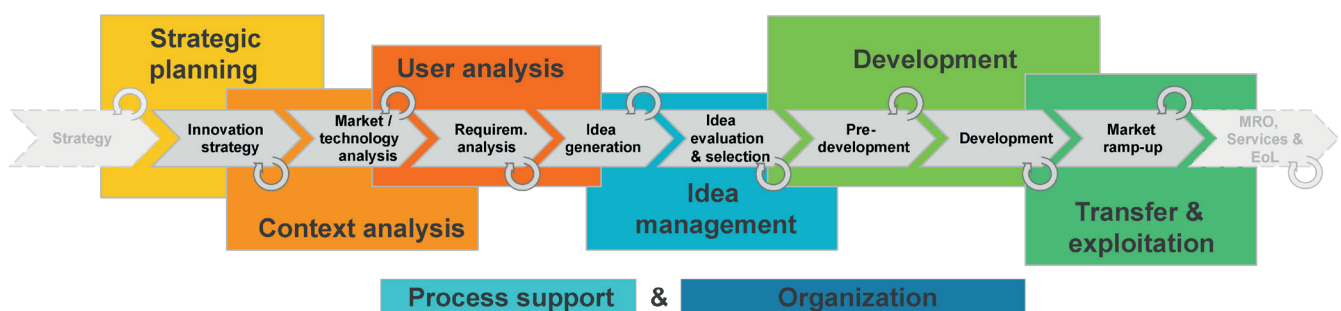 Strategic
planning
User analysis
Development
Strategy
Innovation
strategy
Market /
technology
analysis
Requirem.
analysis
Idea
generation
Idea
evaluation
& selection
Pre-
development
Development
Market
ramp-up
MRO,
Services &
EoL
Context analysis
Idea
management
Transfer &
exploitation
Process support & Organization